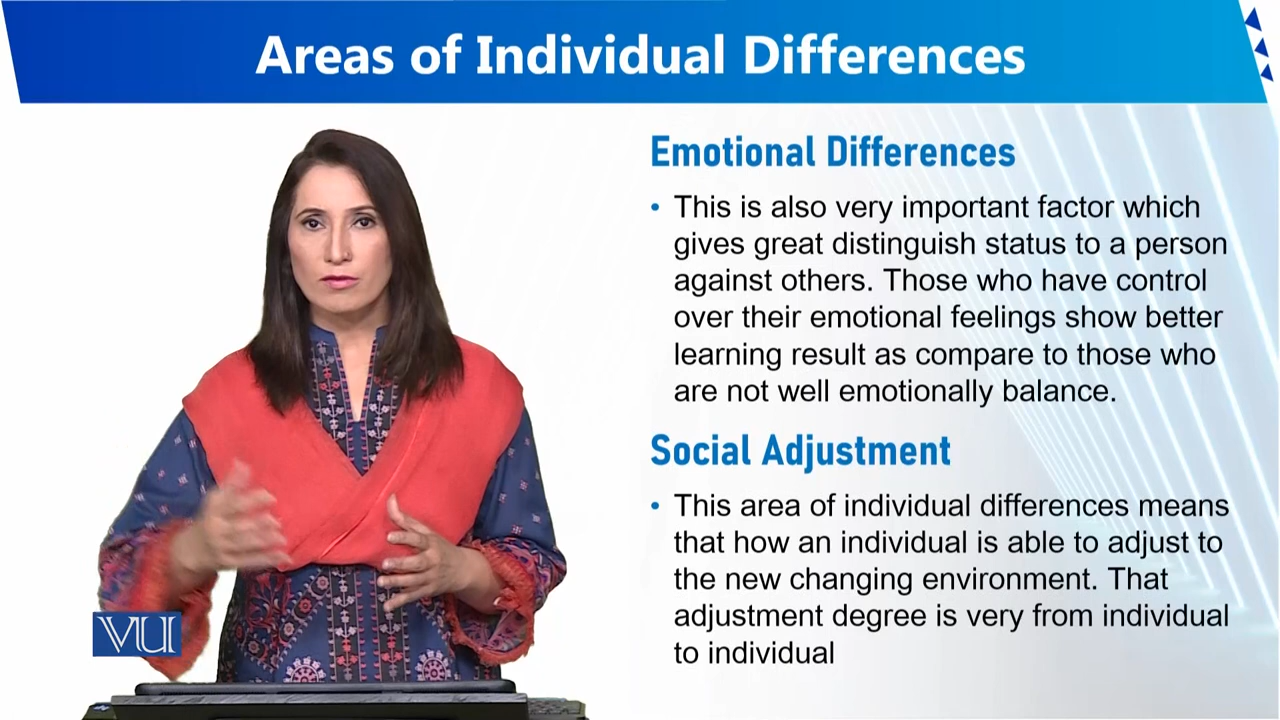 Areas of Individual Differences
Emotional Differences
• This is also very important factor which
gives great distinguish status to a person
against others. Those who have control
over their emotional feelings show better
learning result as compare to those who
are not well emotionally balance.
Social Adjustment
• This area of individual differences means
that how an individual is able to adjust to
the new changing environment. That
adjustment degree is very from individual
to individual
VU